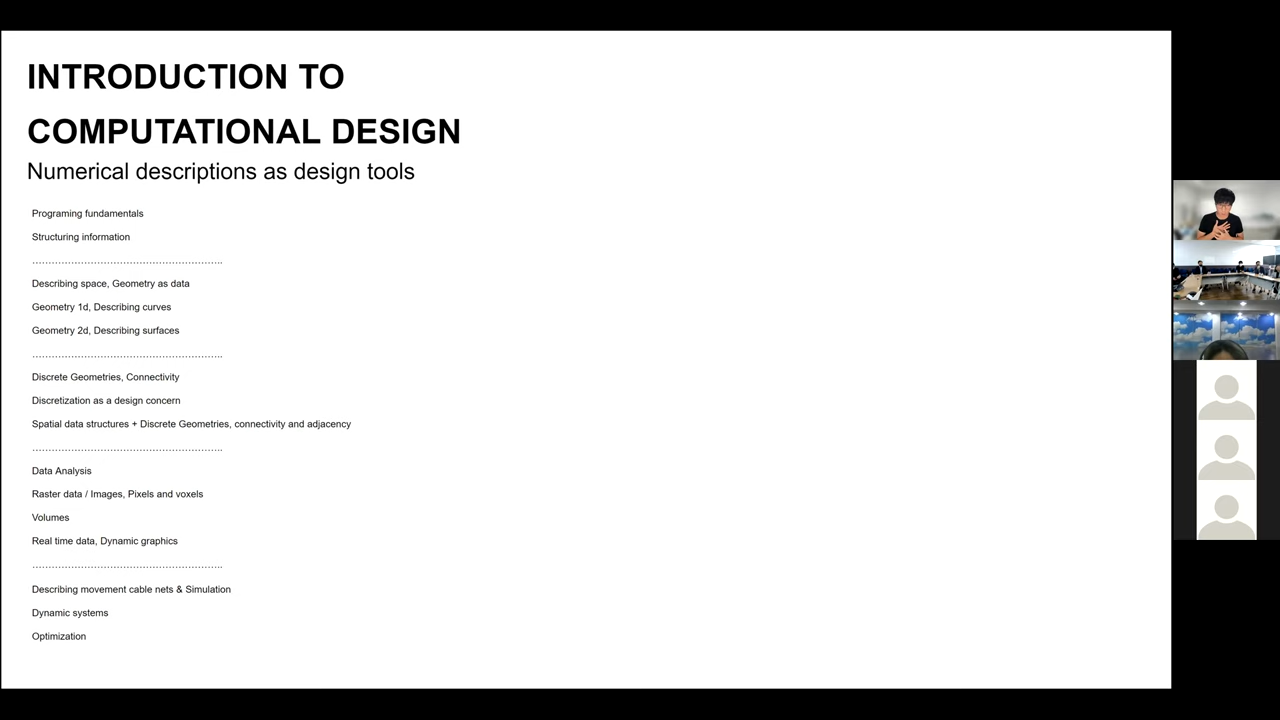 INTRODUCTION TO
COMPUTATIONAL DESIGN
Numerical descriptions as design tools
Programing fundamentals
Structuring information
…………………………………………………..
Describing space, Geometry as data
Geometry 1d, Describing curves
Geometry 2d, Describing surfaces
…………………………………………………..
Discrete Geometries, Connectivity
Discretization as a design concern
Spatial data structures + Discrete Geometries, connectivity and adjacency
…………………………………………………..
Data Analysis
Raster data / Images, Pixels and voxels
Volumes
Real time data, Dynamic graphics
…………………………………………………..
Describing movement cable nets & Simulation
Dynamic systems
Optimization